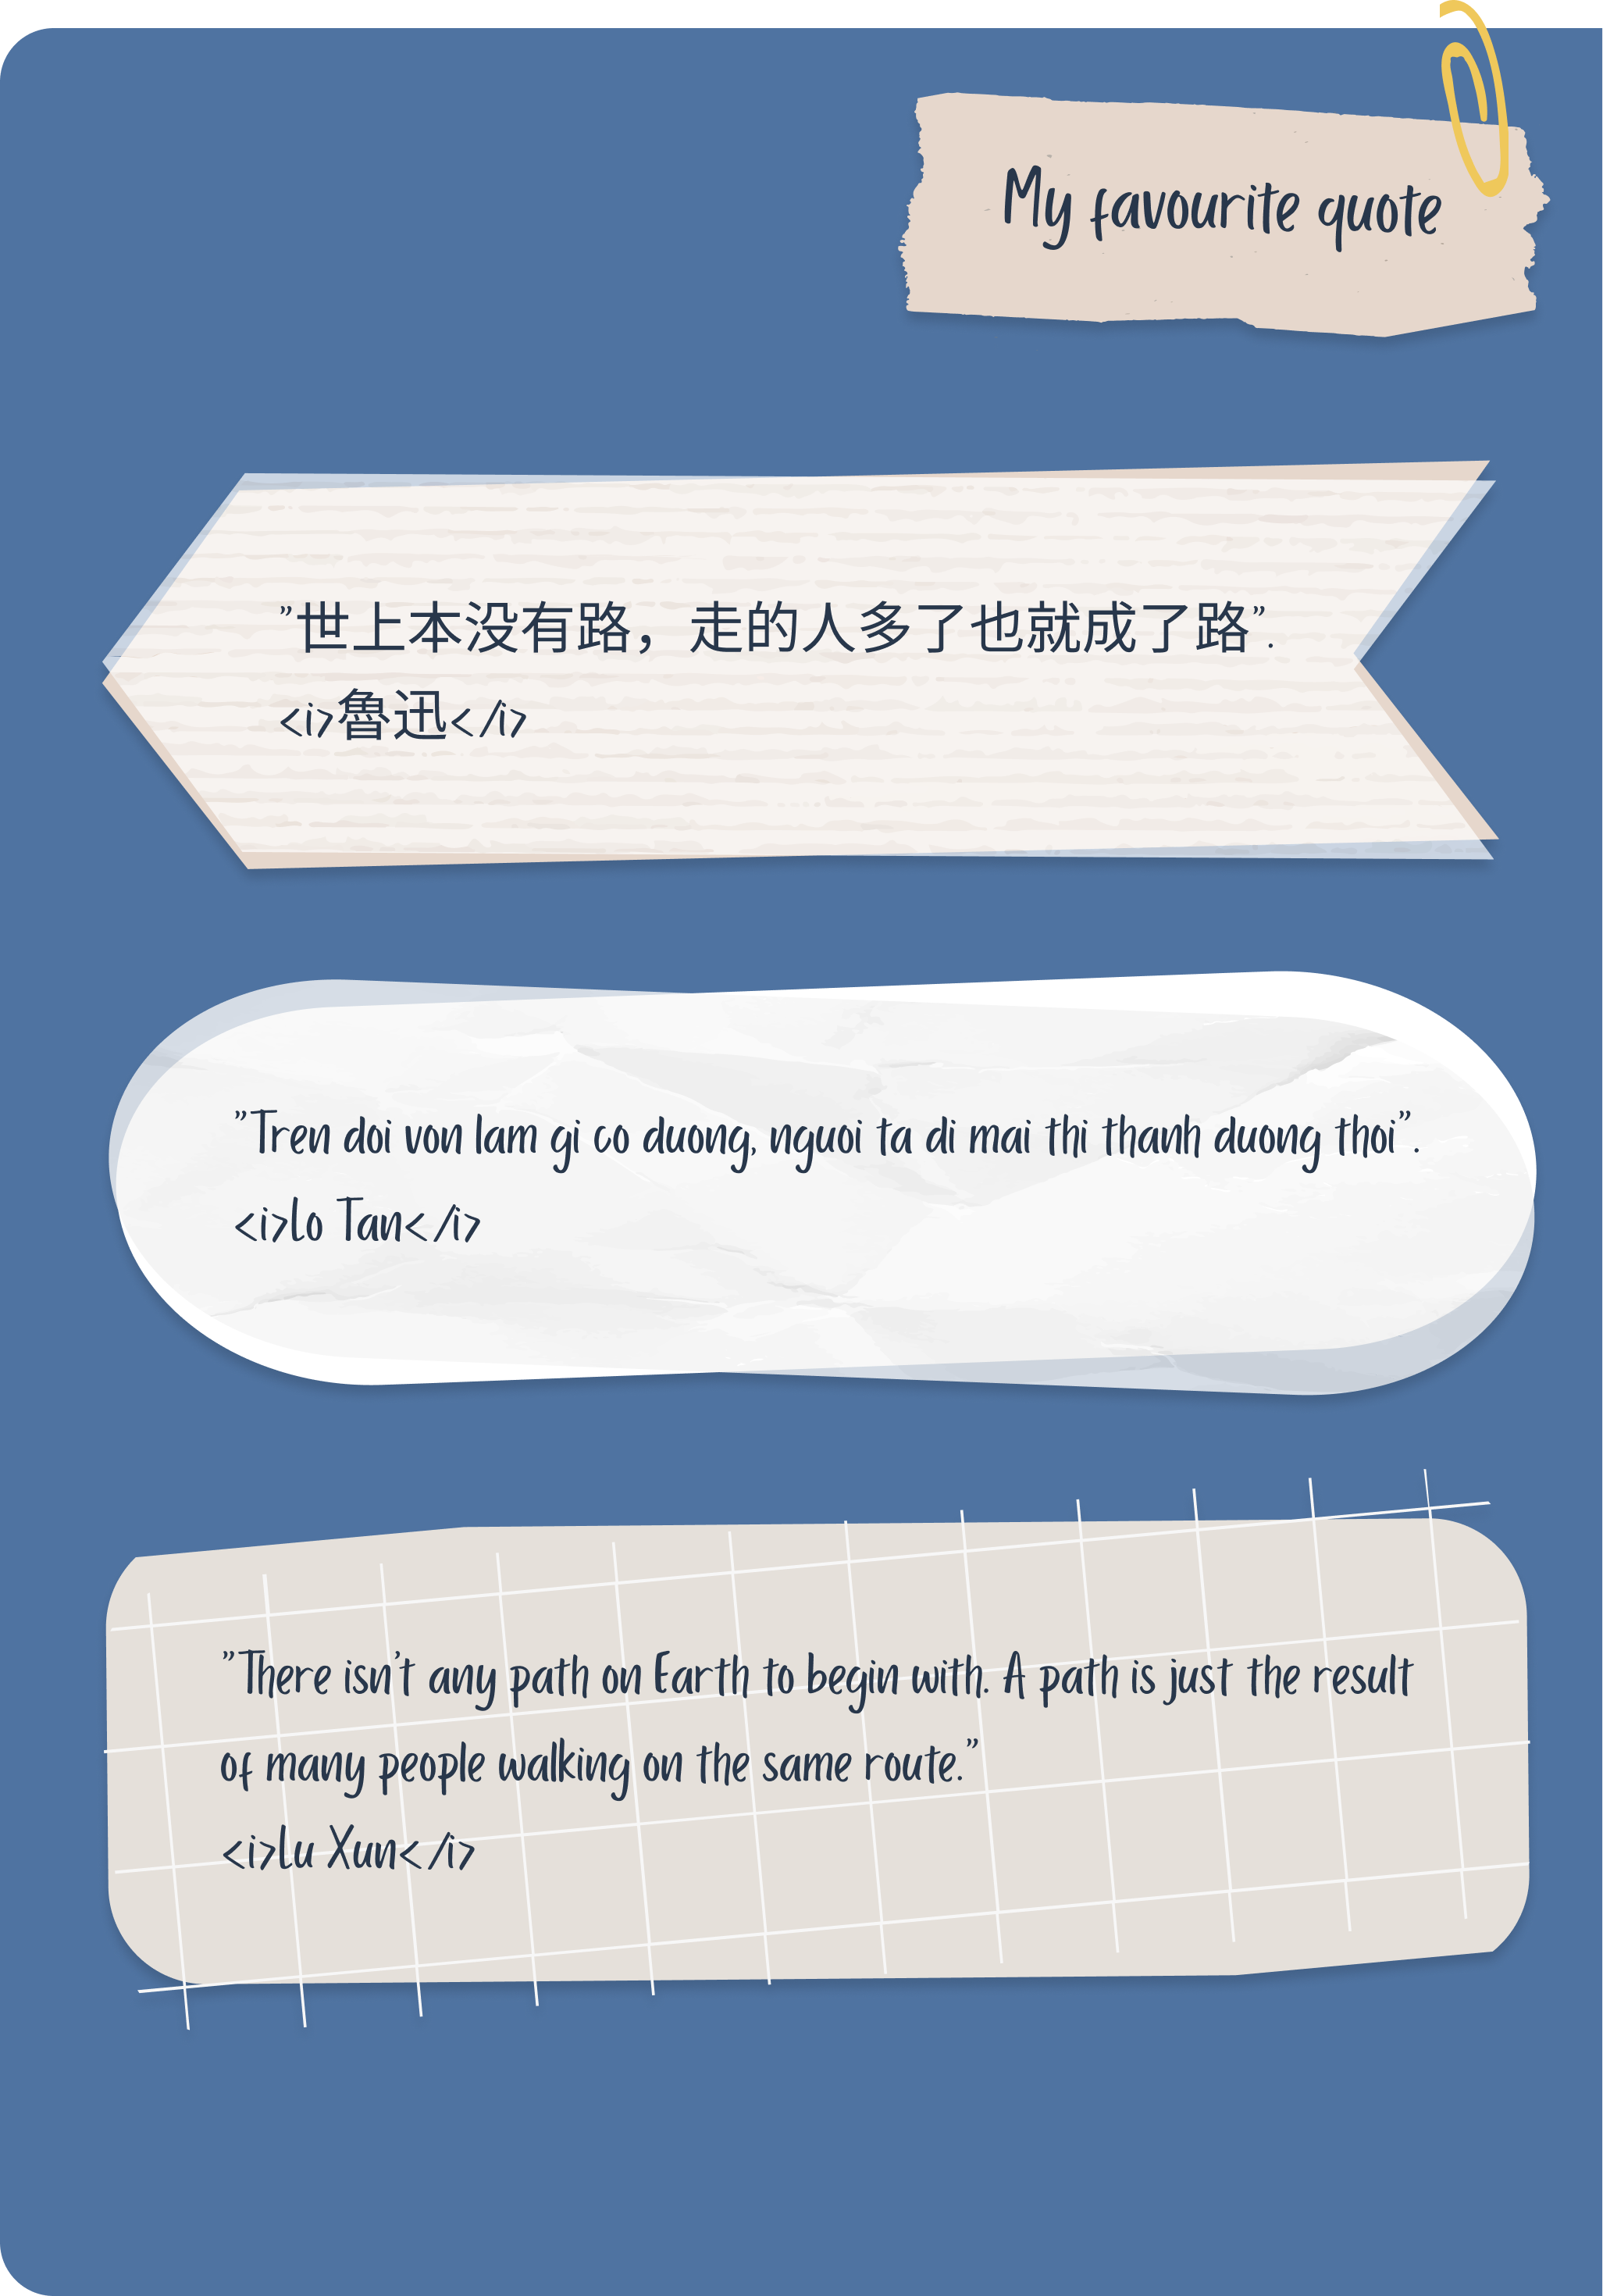 My favourite quote
”世上本没有路，走的人多了也就成了路”.
<i>魯迅</i>
”Tren doi von lam gi co duong, nguoi ta di mai thi thanh duong thoi”.
<i>Lo Tan</i>
”There isn’t any path on Earth to begin with. A path is just the result
of many people walking on the same route.”
<i>Lu Xun</i>